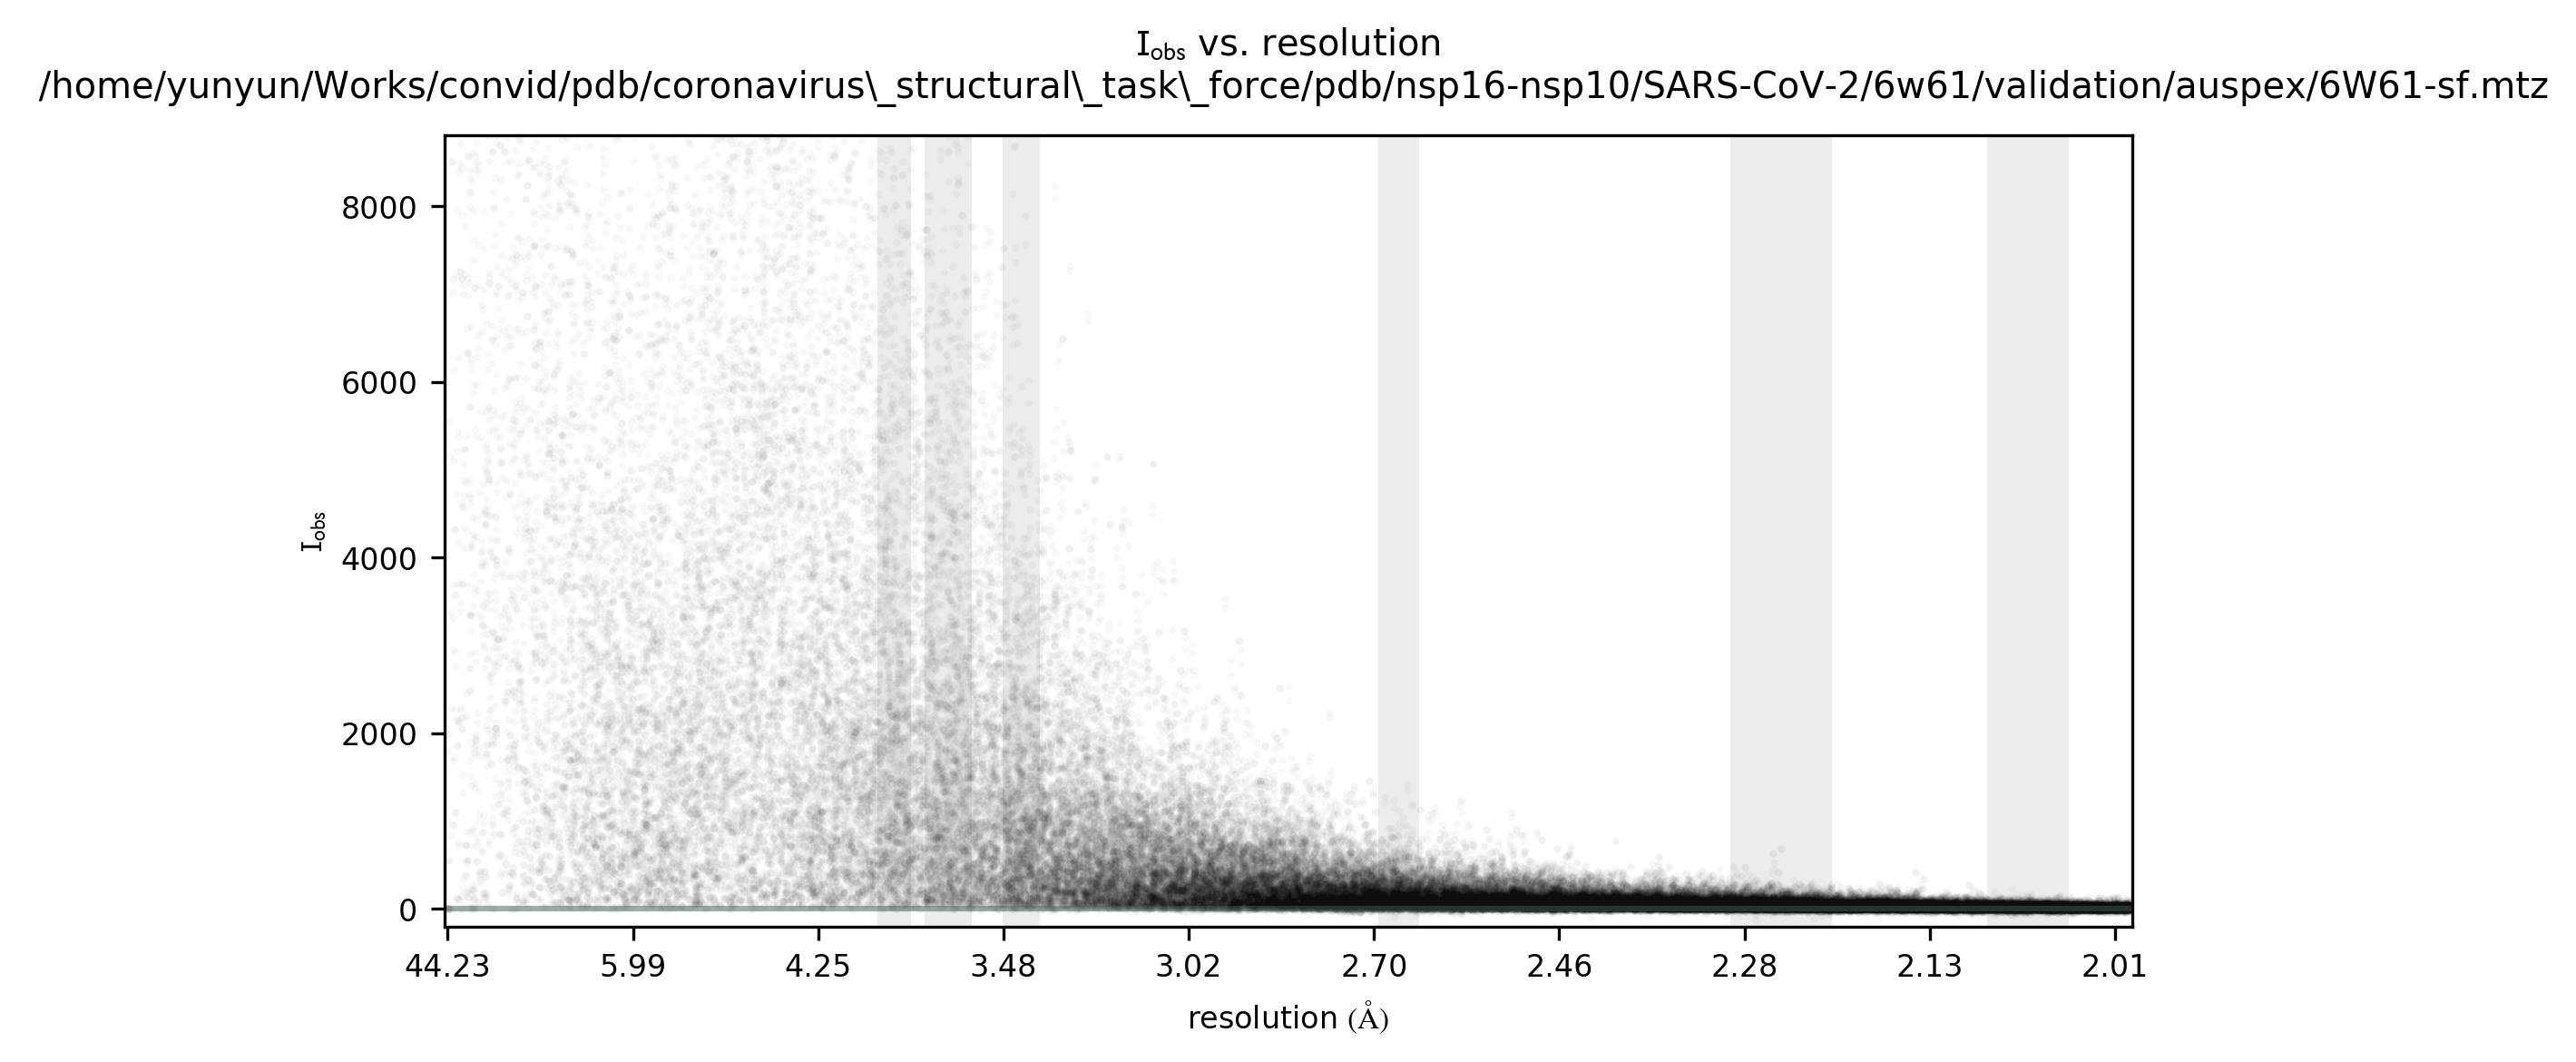 I_obs vs. resolution
/home/yunyun/Works/convid/pdb/coronavirus\_structural\_task\_force/pdb/nsp16-nsp10/SARS-CoV-2/6w61/validation/auspex/6W61-sf.mtz
8000
6000
4000
2000
0
I_obs
44.23 5.99 4.25 3.48 3.02 2.70 2.46 2.28 2.13 2.01
resolution (Å)